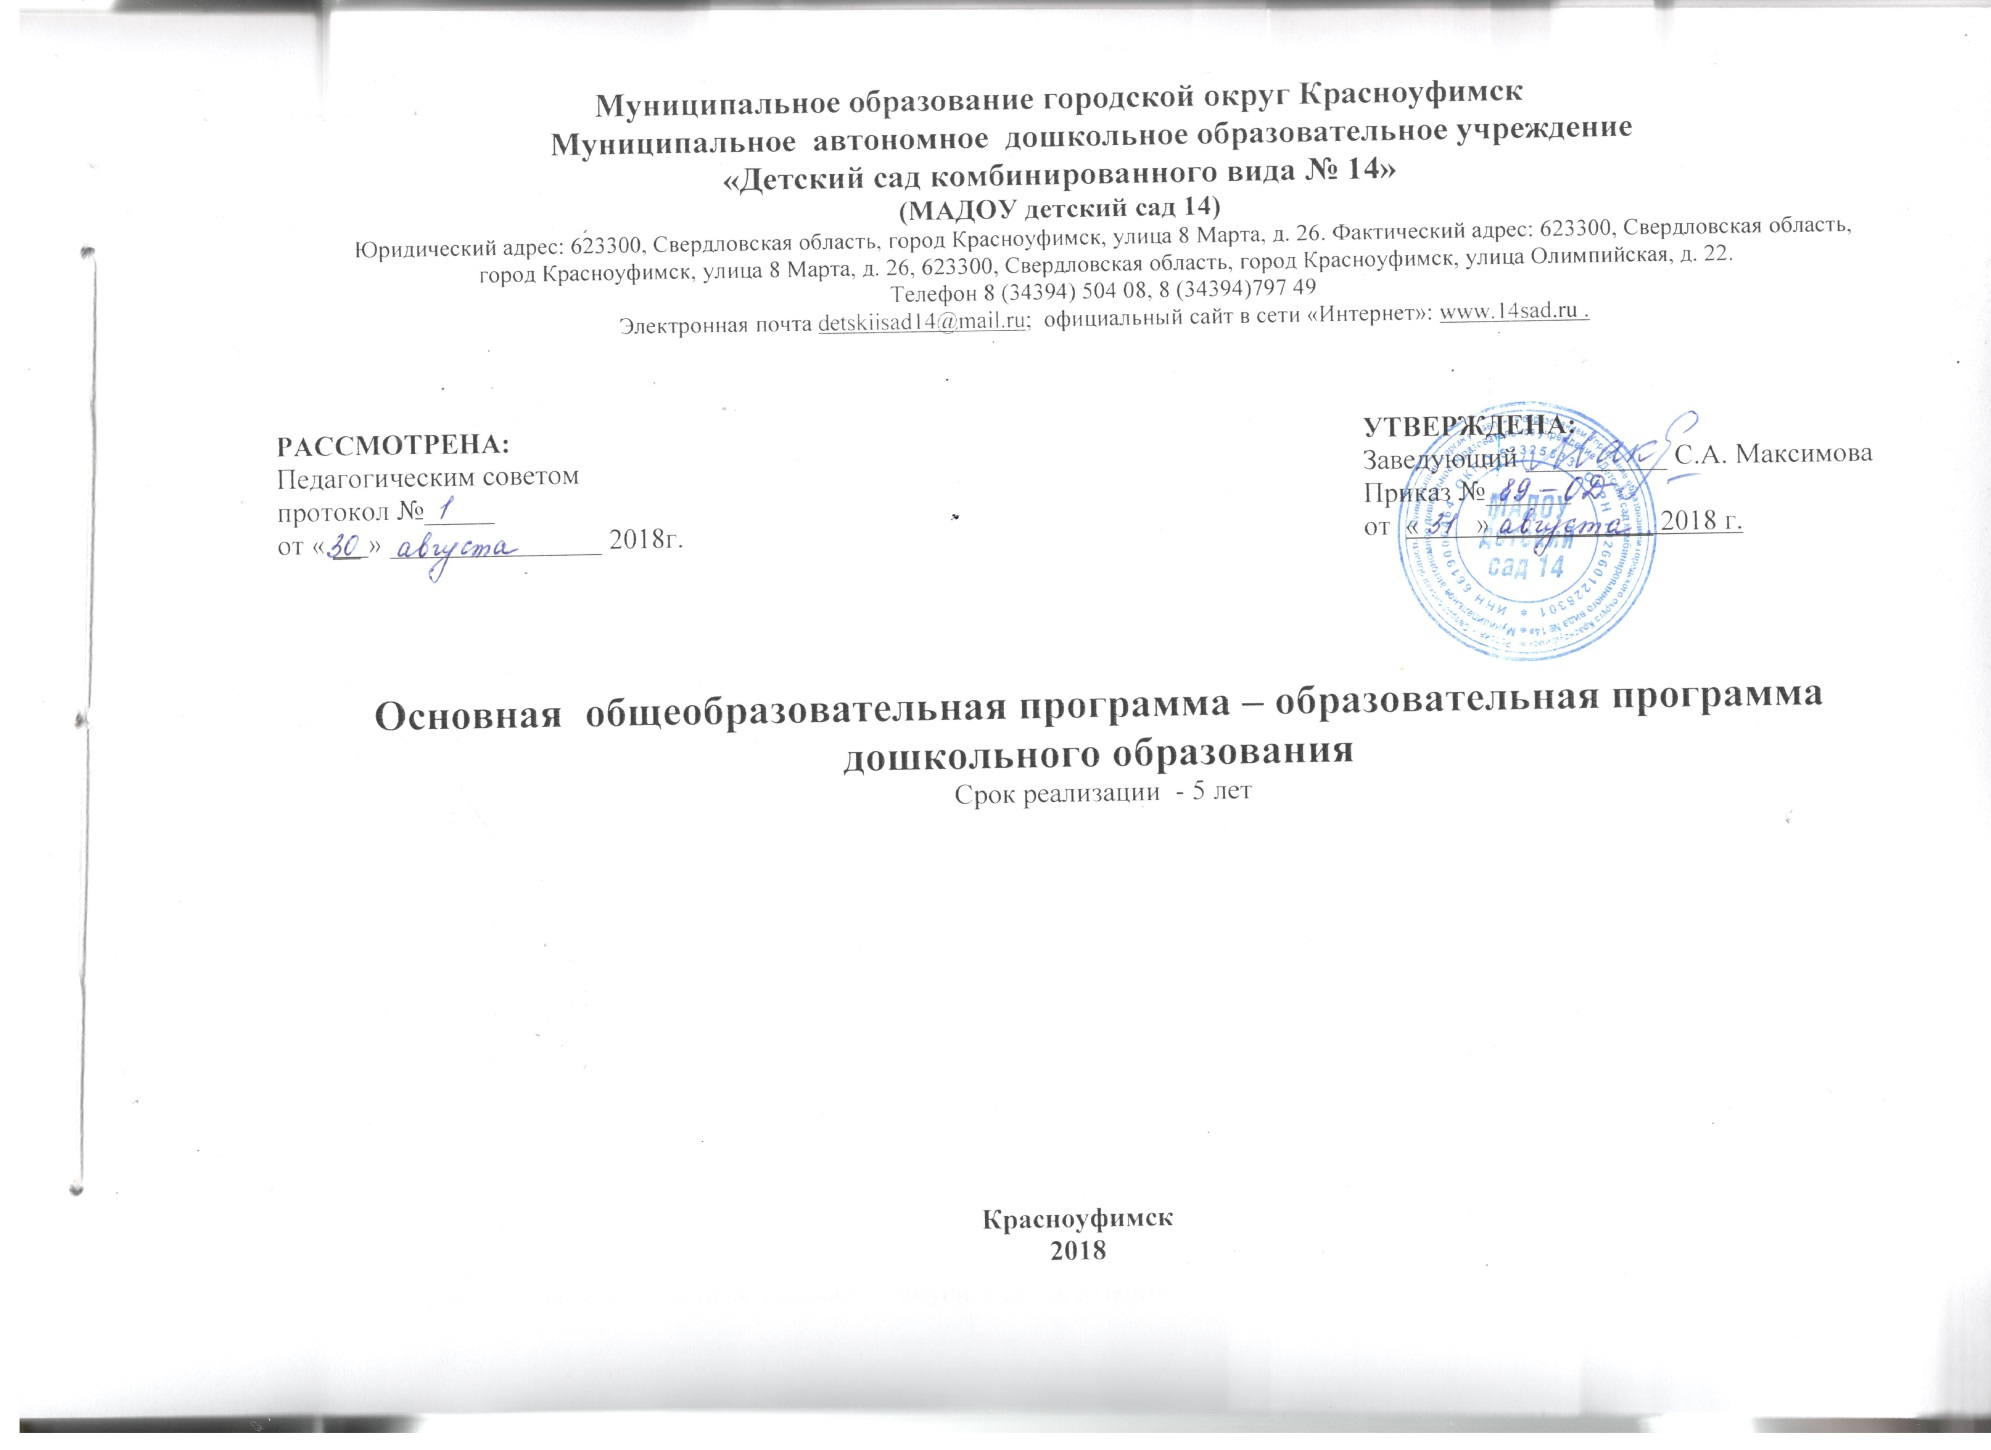 Муниципальное образование городской округ Красноуфимск
Муниципальное автономное дошкольное образовательное учреждение
«Детский сад комбинированного вида № 14»
(МАДОУ детский сад 14)
Юридический адрес: 623300, Свердловская область, город Красноуфимск, улица 8 Марта, д. 26. Фактический адрес: 623300, Свердловская область,
город Красноуфимск, улица 8 Марта, д. 26, 623300, Свердловская область, город Красноуфимск, улица Олимпийская, д. 22.
Телефон 8 (34394) 504 08, 8 (34394)797 49
Электронная почта detskiisad14@mail.ru; официальный сайт в сети «Интернет»: www.14sad.ru .
РАССМОТРЕНА:
Педагогическим советом
протокол № 1
от «30» августа 2018г.
УТВЕРЖДЕНА:
Заведующий С.А. Максимова
Приказ № 89-ОД
от «31» августа 2018 г.
МАДОУ
детский
сад 14
Основная общеобразовательная программа – образовательная программа
дошкольного образования
Срок реализации - 5 лет
Красноуфимск
2018